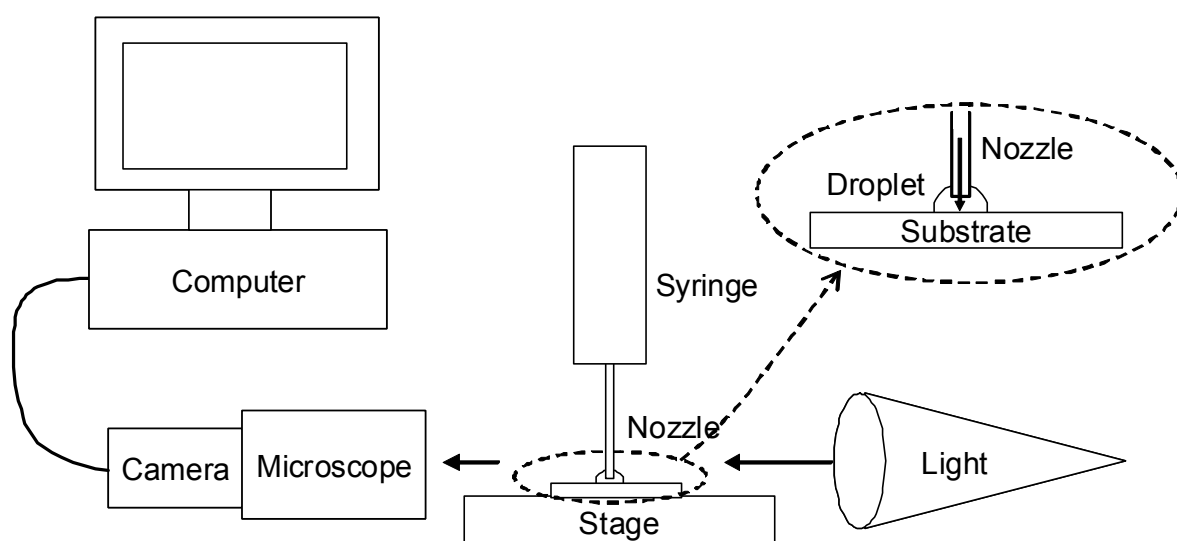 Nozzle
Droplet
Substrate
Computer
Syringe
Nozzle
Camera
Microscope
Light
Stage